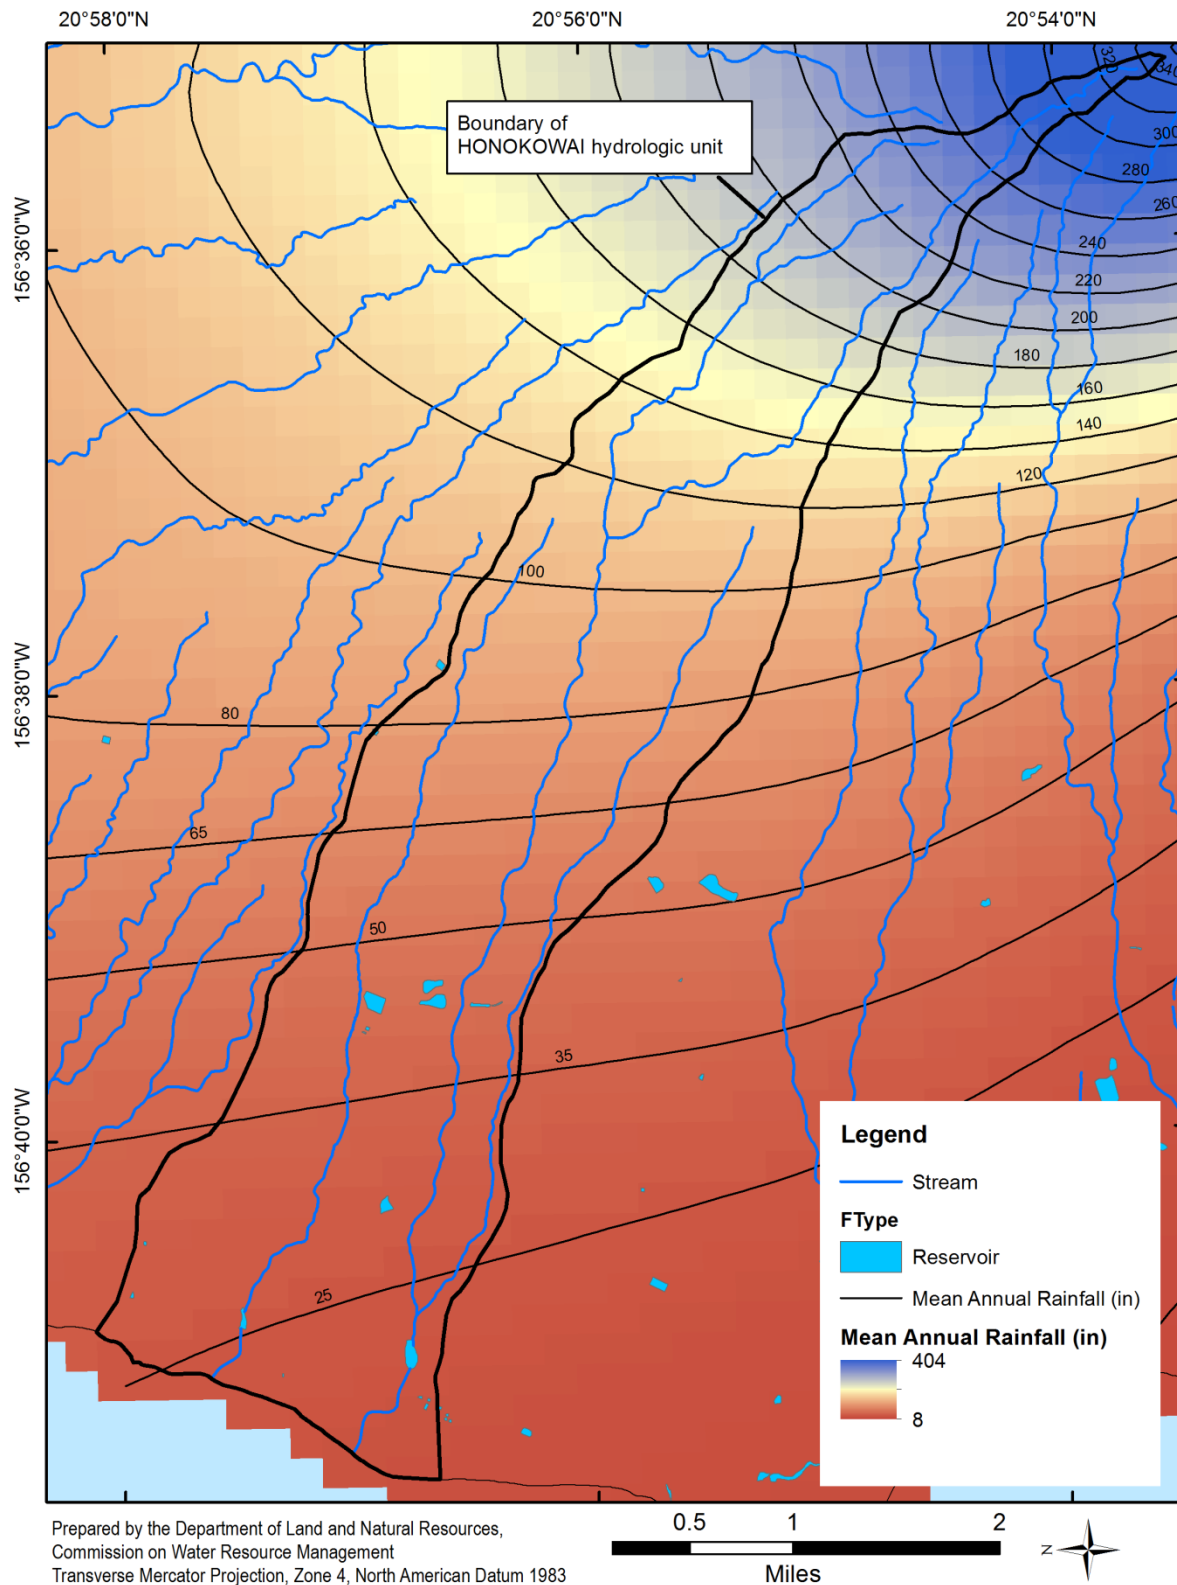 20°58'0"N
20°56'0"N
20°54'0"N
320
340
Boundary of
HONOKOWAI hydrologic unit
300
280
260
156°36'0"W
240
220
200
180
160
140
120
100
156°38'0"W
80
65
50
35
156°40'0"W
25
Legend
Stream
FType
Reservoir
Mean Annual Rainfall (in)
Mean Annual Rainfall (in)
404
8
Prepared by the Department of Land and Natural Resources,
Commission on Water Resource Management
Transverse Mercator Projection, Zone 4, North American Datum 1983
0.5 1 2
Miles
N